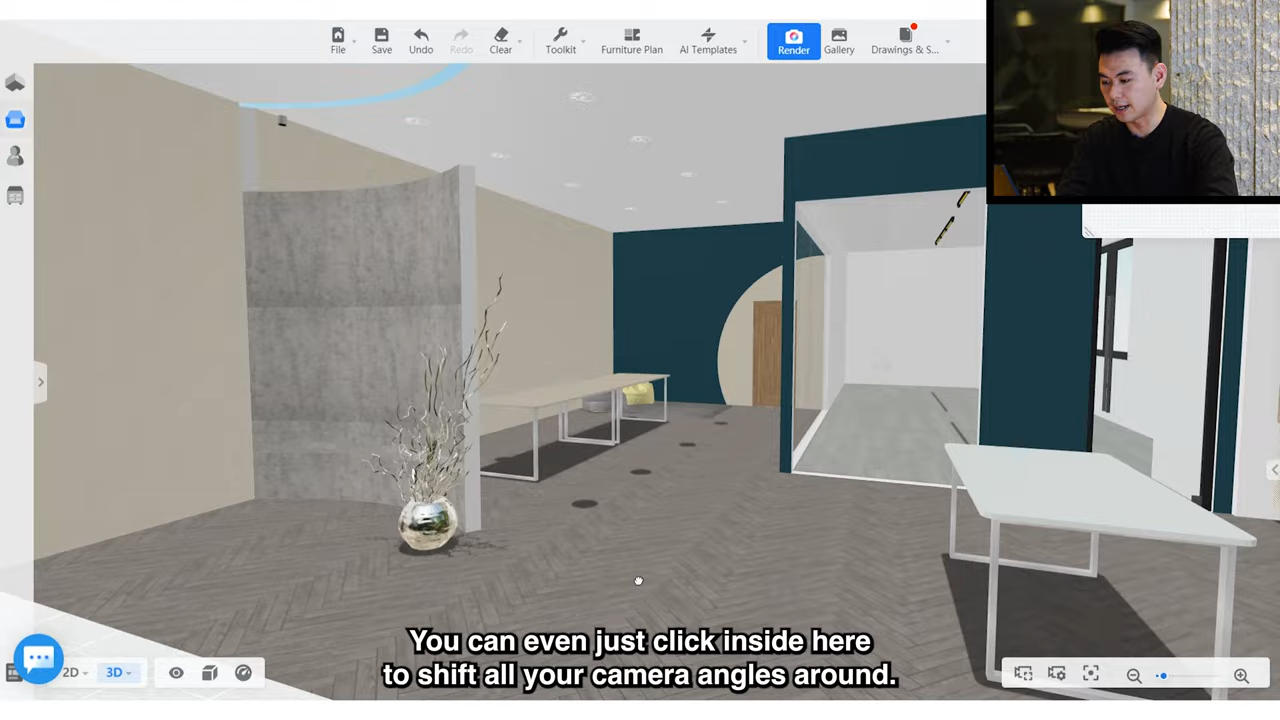 File
Save
Undo
Redo
Clear
Toolkit
Furniture Plan
AI Templates
Render
Gallery
Drawings & S...
You can even just click inside here
to shift all your camera angles around.
2D
3D